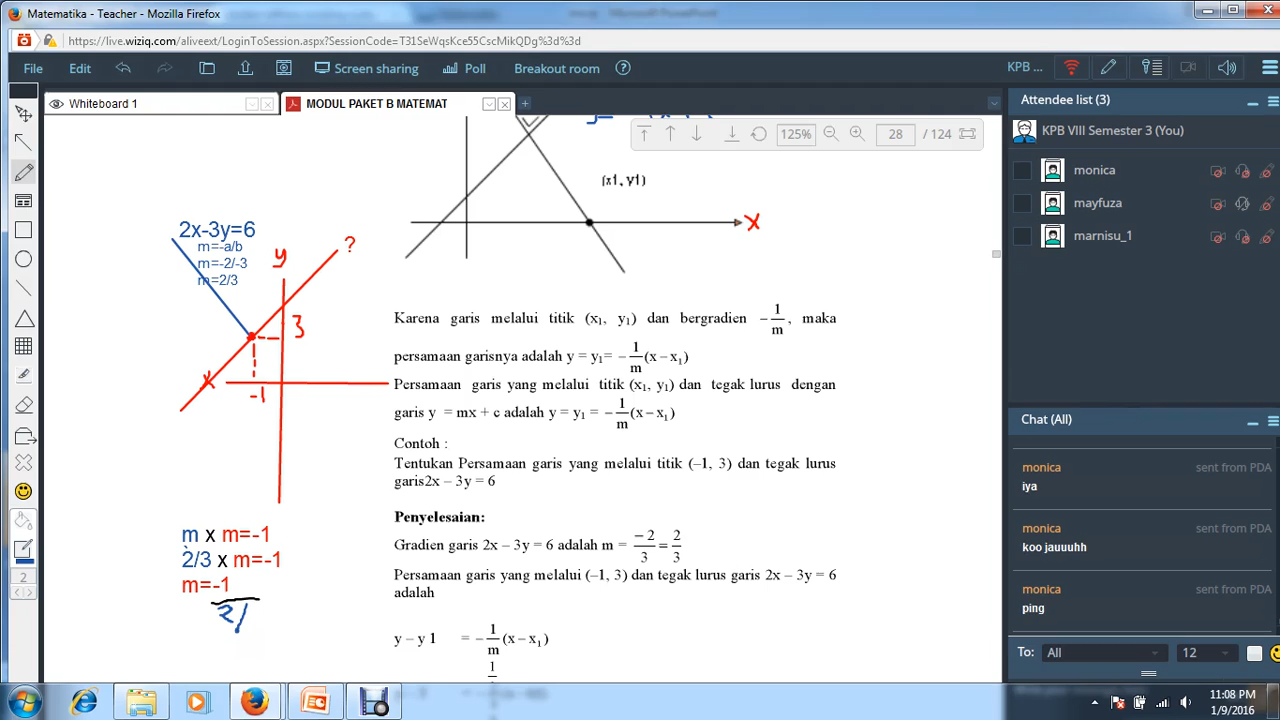 Matematika - Teacher - Mozilla Firefox
https://live.wiziq.com/aliveext/LoginToSession.aspx?SessionCode=T31SeWqsKce55CscMikQDg%3d%3d
File Edit Screen sharing Poll Breakout room ? KPB ...
Whiteboard 1
MODUL PAKET B MATEMAT
125% 28 / 124
(x1, y1)
X
2x-3y=6
m=-a/b
m=-2/-3
m=2/3
?
y
3
-1
x
m x m=-1
2/3 x m=-1
m=-1
2/
Karena garis melalui titik (x₁, y₁) dan bergradien −1/m, maka
persamaan garisnya adalah y = y₁= −1/m(x − x₁)
Persamaan garis yang melalui titik (x₁, y₁) dan tegak lurus dengan
garis y = mx + c adalah y = y₁ = −1/m(x − x₁)
Contoh :
Tentukan Persamaan garis yang melalui titik (–1, 3) dan tegak lurus
garis2x – 3y = 6
Penyelesaian:
Gradien garis 2x – 3y = 6 adalah m = −2/3 = 2/3
Persamaan garis yang melalui (–1, 3) dan tegak lurus garis 2x – 3y = 6
adalah
y – y 1 = −1/m(x − x₁)
1
2
Attendee list (3)
KPB VIII Semester 3 (You)
monica
mayfuza
marnisu_1
Chat (All)
monica sent from PDA
iya
monica sent from PDA
koo jauuuhh
monica sent from PDA
ping
To: All 12
11:08 PM
1/9/2016